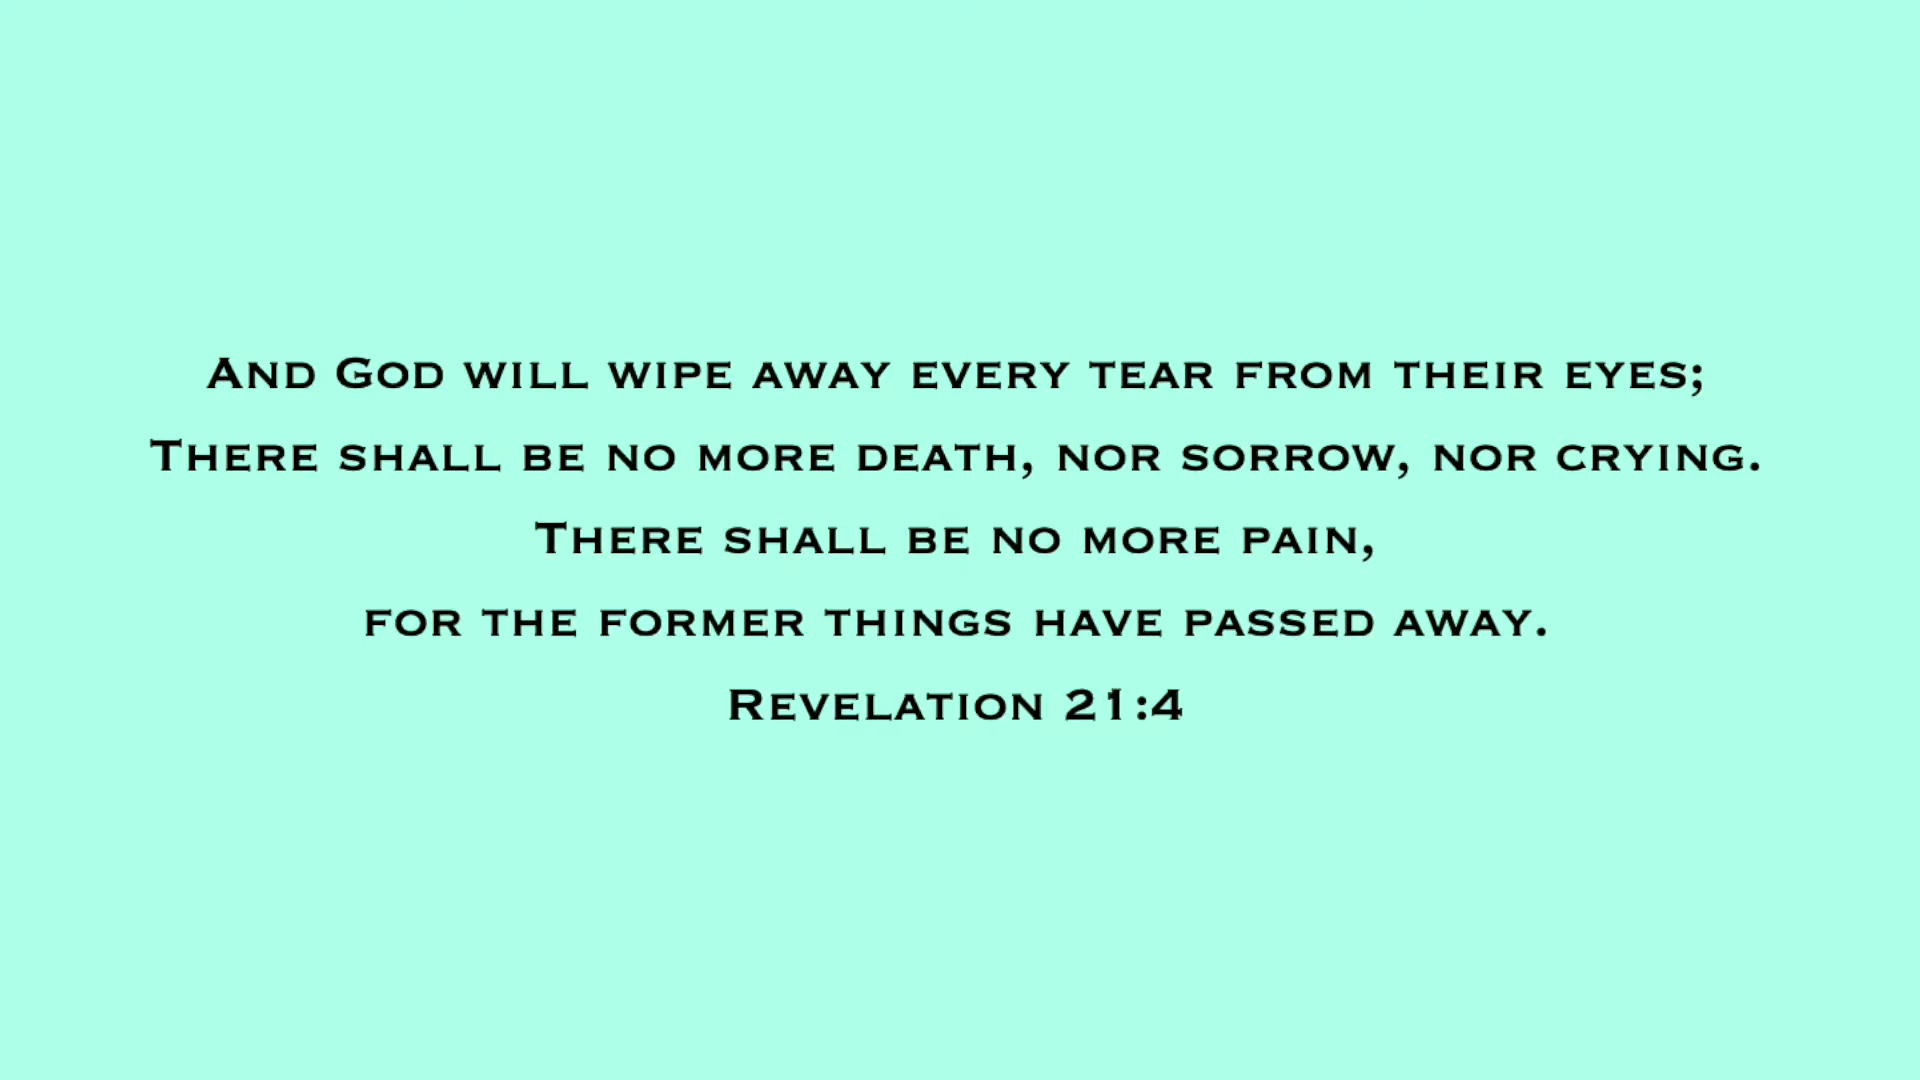 And God will wipe away every tear from their eyes;
There shall be no more death, nor sorrow, nor crying.
There shall be no more pain,
for the former things have passed away.
Revelation 21:4